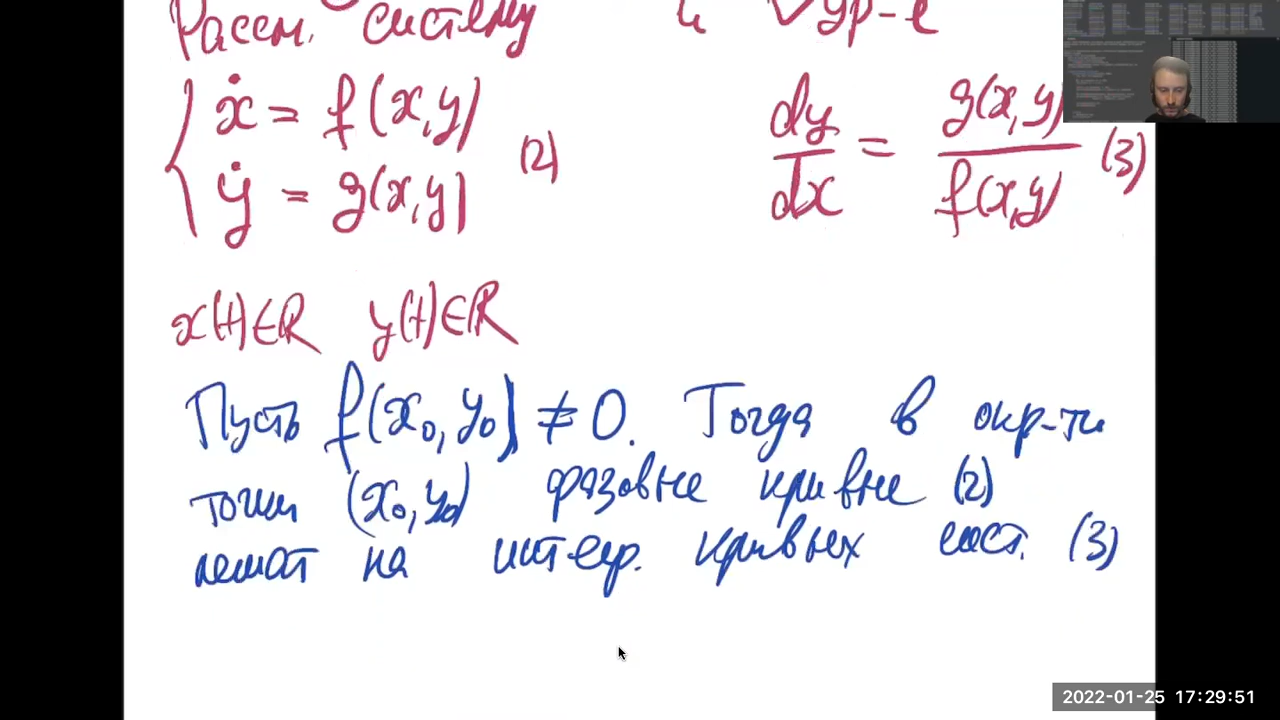 Рассм. систему и ур-е
ẋ = f(x,y)
ẏ = g(x,y)
(2)
dy/dx = g(x,y)/f(x,y) (3)
x(t)∈ℝ y(t)∈ℝ
Пусть f(x₀, y₀) ≠ 0. Тогда в окр-ти
точки (x₀, y₀) фазовые кривые (2)
лежат на интегр. кривых сист. (3)
2022-01-25 17:29:51